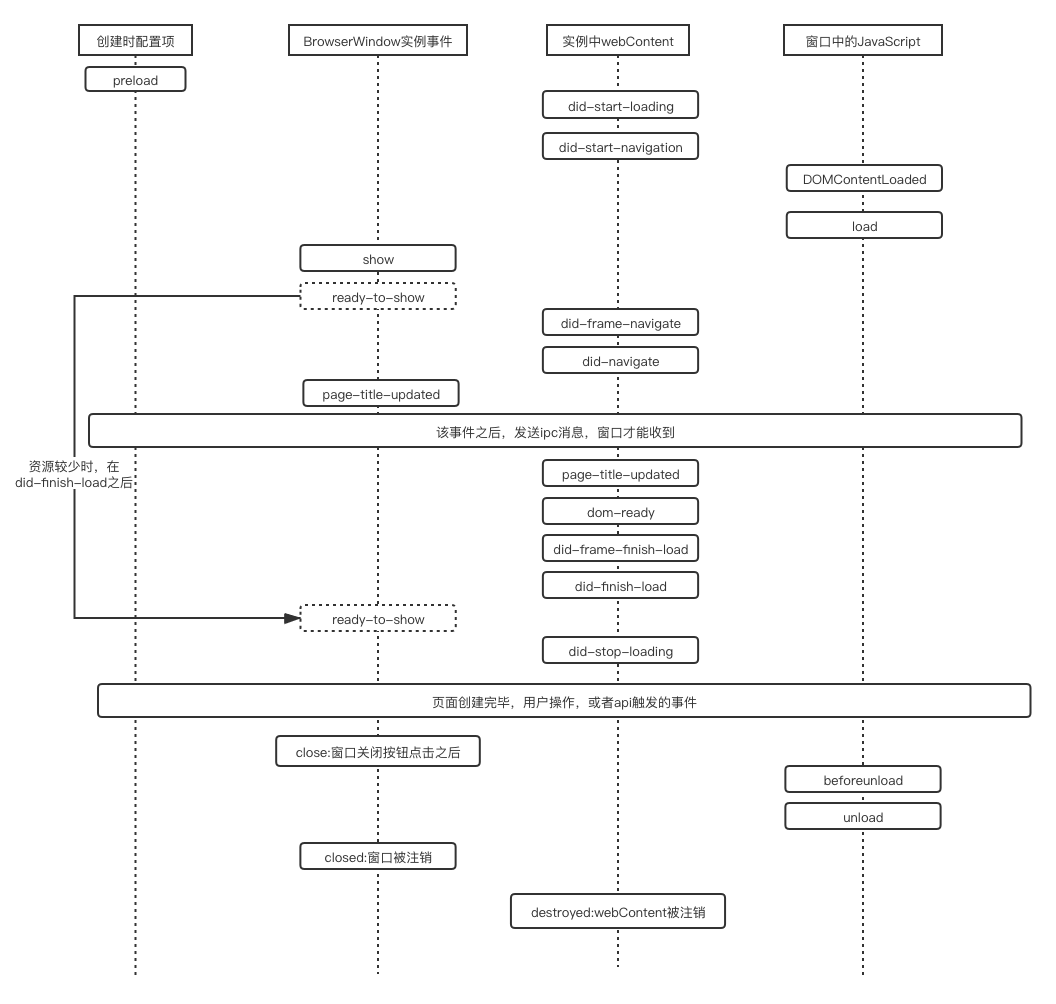 创建时配置项
BrowserWindow实例事件
实例中webContent
窗口中的JavaScript
preload
did-start-loading
did-start-navigation
DOMContentLoaded
load
show
ready-to-show
did-frame-navigate
did-navigate
page-title-updated
该事件之后，发送ipc消息，窗口才能收到
资源较少时，在
did-finish-load之后
page-title-updated
dom-ready
did-frame-finish-load
did-finish-load
ready-to-show
did-stop-loading
页面创建完毕，用户操作，或者api触发的事件
close:窗口关闭按钮点击之后
beforeunload
unload
closed:窗口被注销
destroyed:webContent被注销